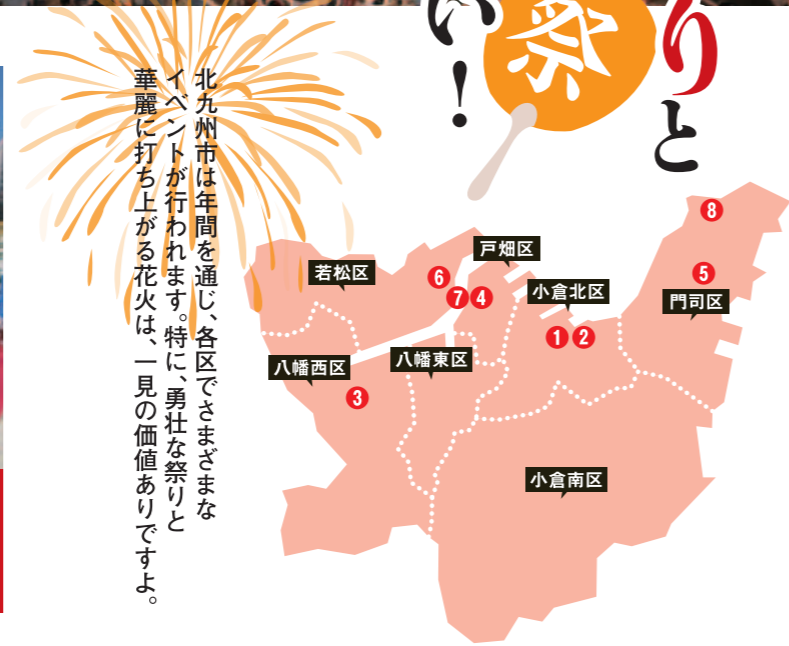 りと
祭
い!
北九州市は年間を通じ、各区でさまざまな
イベントが行われます。特に、勇壮な祭りと
華麗に打ち上がる花火は、一見の価値ありですよ。
8
戸畑区
若松区
6
5
小倉北区
7
4
門司区
1
2
八幡東区
八幡西区
3
小倉南区